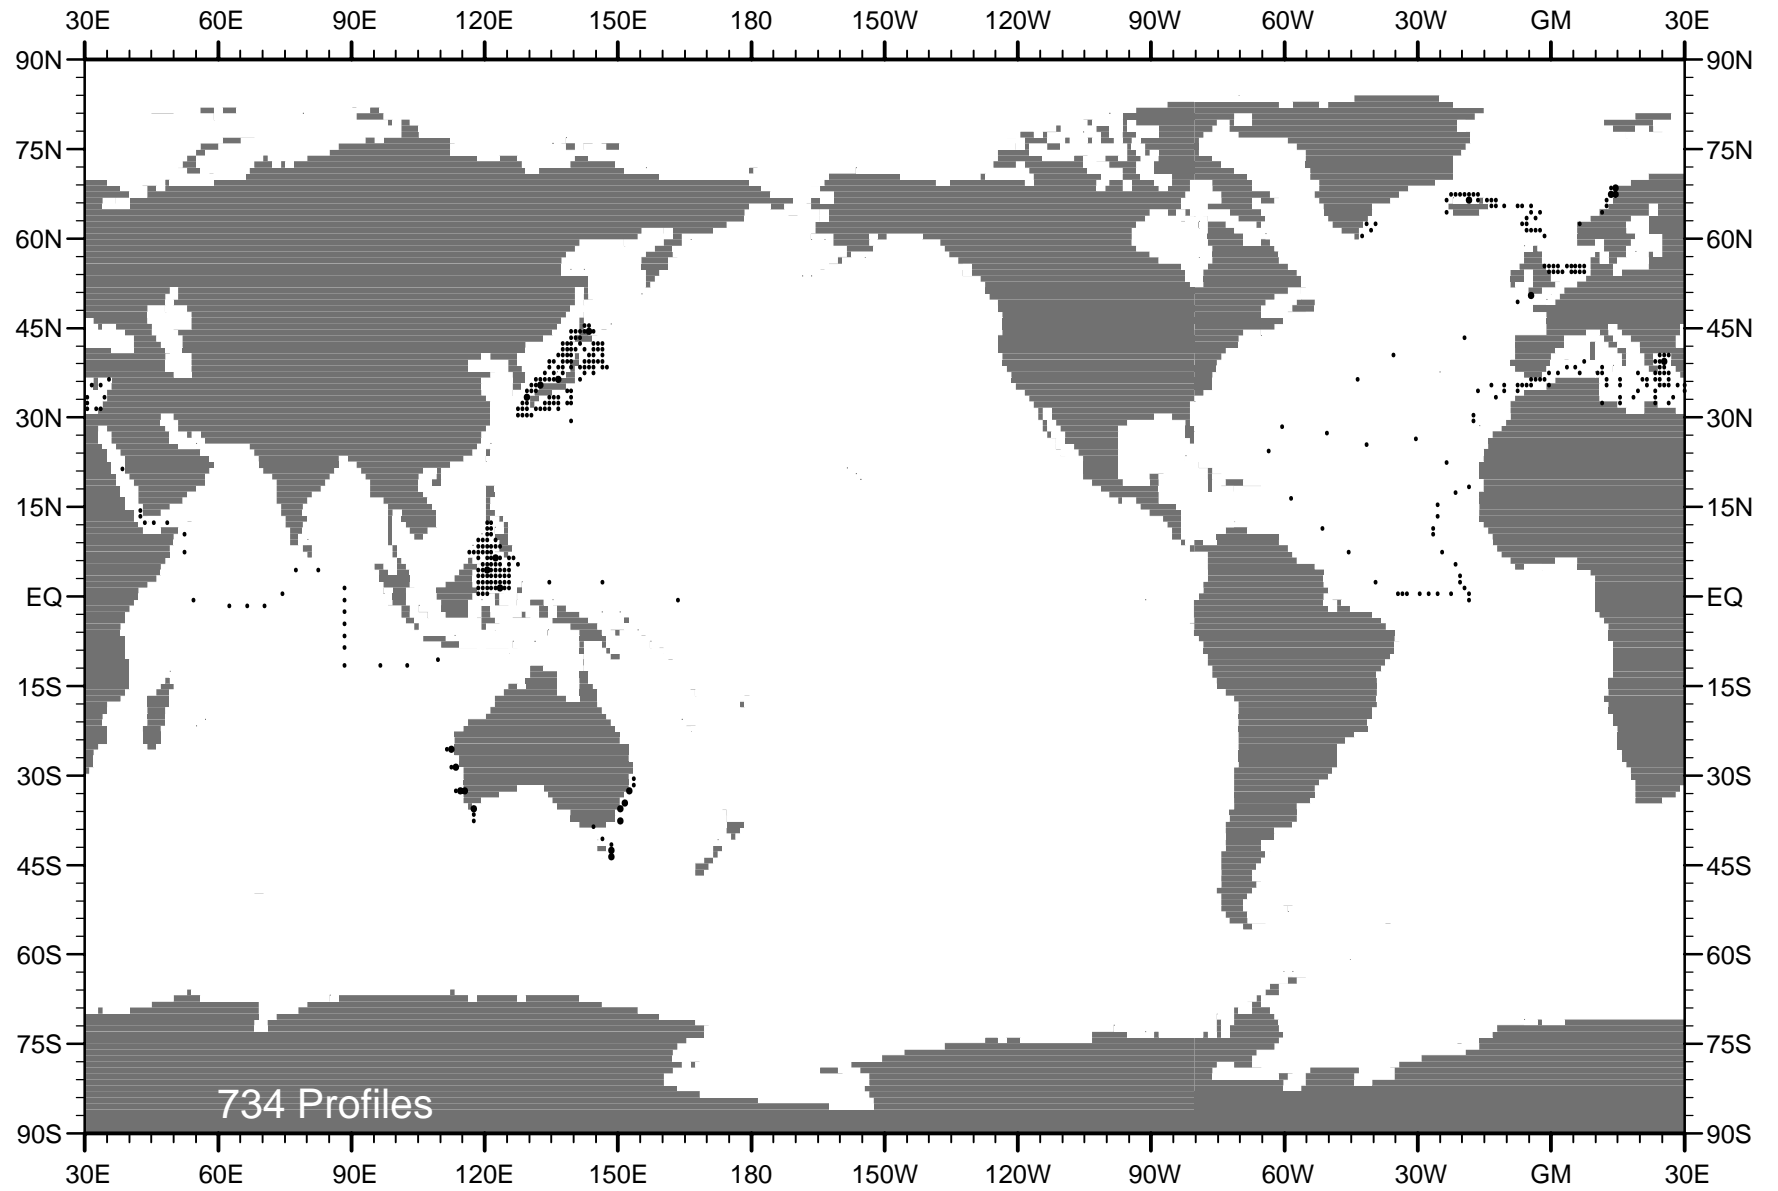 30E 60E 90E 120E 150E 180 150W 120W 90W 60W 30W GM 30E
90N 90N
75N 75N
60N 60N
45N 45N
30N 30N
15N 15N
EQ EQ
15S 15S
30S 30S
45S 45S
60S 60S
75S 75S
734 Profiles
90S 90S
30E 60E 90E 120E 150E 180 150W 120W 90W 60W 30W GM 30E